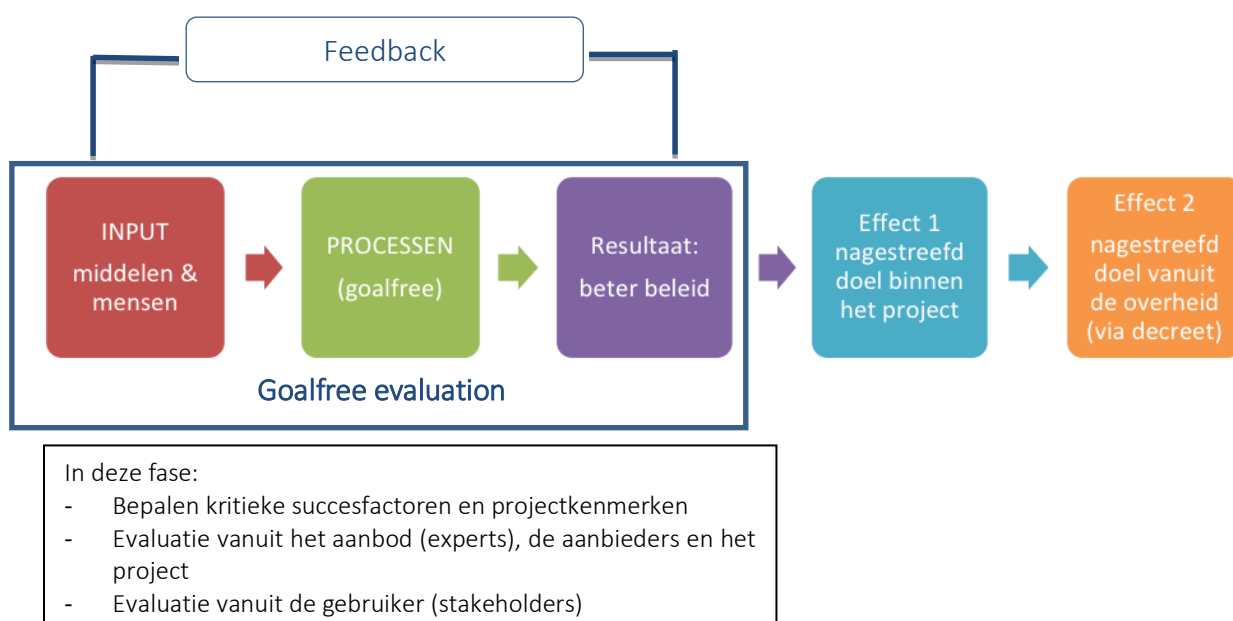 Feedback
INPUT
middelen &
mensen
PROCESSEN
(goalfree)
Resultaat:
beter beleid
Effect 1
nagestreefd
doel binnen
het project
Effect 2
nagestreefd
doel vanuit
de overheid
(via decreet)
Goalfree evaluation
In deze fase:
- Bepalen kritieke succesfactoren en projectkenmerken
- Evaluatie vanuit het aanbod (experts), de aanbieders en het
project
- Evaluatie vanuit de gebruiker (stakeholders)